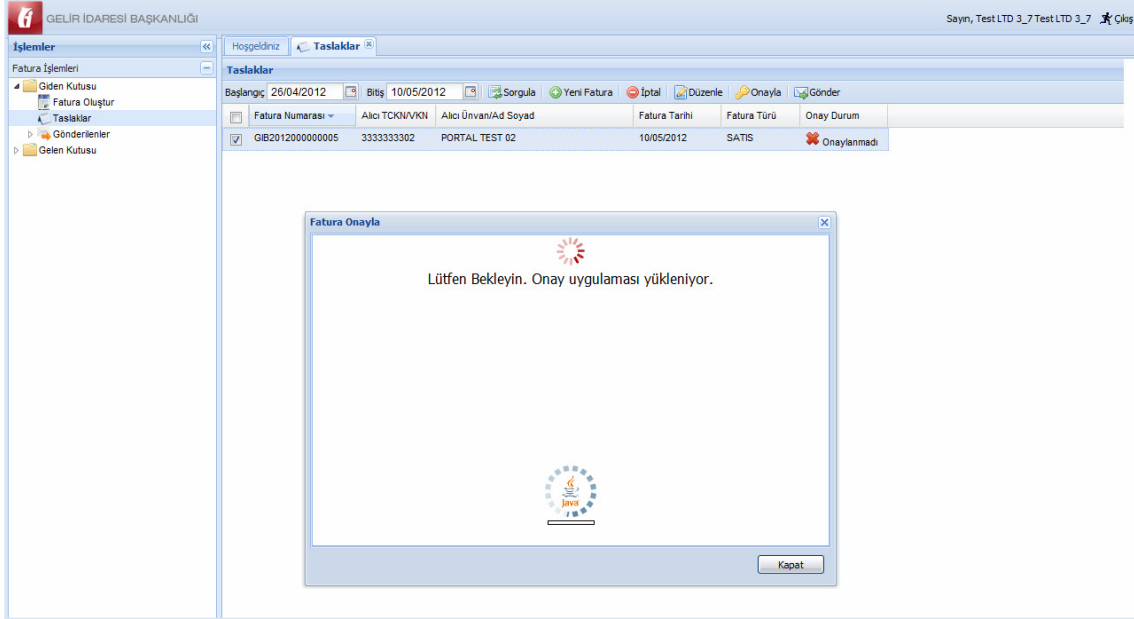 GELİR İDARESİ BAŞKANLIĞI
Sayın, Test LTD 3_7 Test LTD 3_7 Çıkış
İşlemler
Hoşgeldiniz Taslaklar
Fatura İşlemleri
Taslaklar
Giden Kutusu
Başlangıç 26/04/2012 Bitiş 10/05/2012 Sorgula Yeni Fatura İptal Düzenle Onayla Gönder
Fatura Oluştur
Taslaklar
Gönderilenler
Gelen Kutusu
Fatura Numarası Alıcı TCKN/VKN Alıcı Ünvan/Ad Soyad Fatura Tarihi Fatura Türü Onay Durum
GIB2012000000005 3333333302 PORTAL TEST 02 10/05/2012 SATIS Onaylanmadı
Fatura Onayla
Lütfen Bekleyin. Onay uygulaması yükleniyor.
Java
Kapat